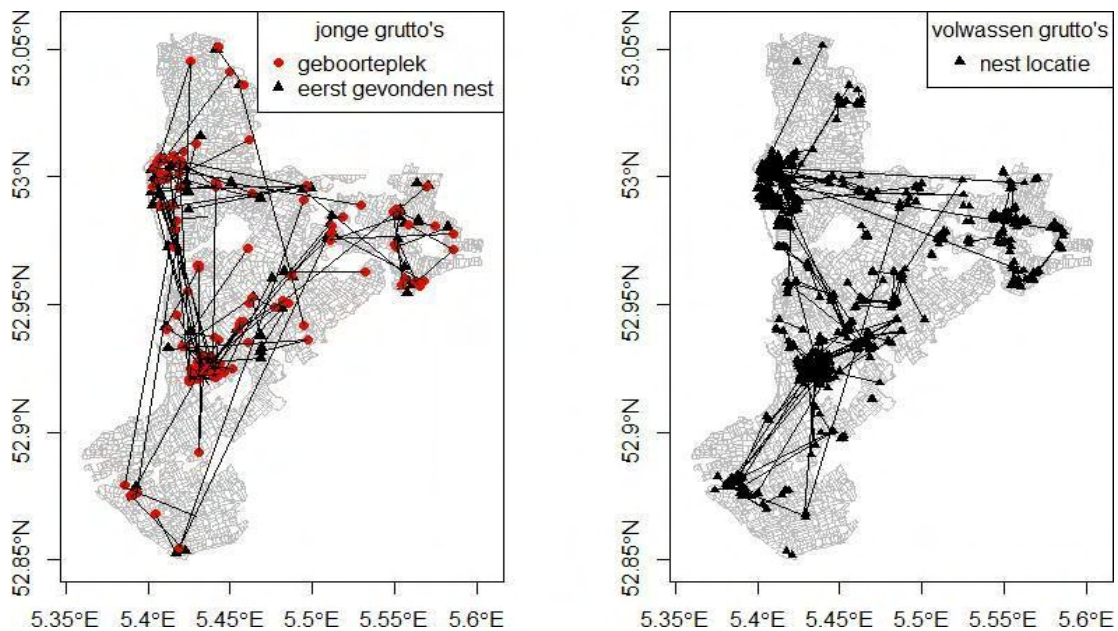 jonge grutto's
geboorteplek
eerst gevonden nest
53.05°N
53°N
52.95°N
52.9°N
52.85°N
5.35°E 5.4°E 5.45°E 5.5°E 5.55°E 5.6°E
volwassen grutto's
nest locatie
53.05°N
53°N
52.95°N
52.9°N
52.85°N
5.35°E 5.4°E 5.45°E 5.5°E 5.55°E 5.6°E